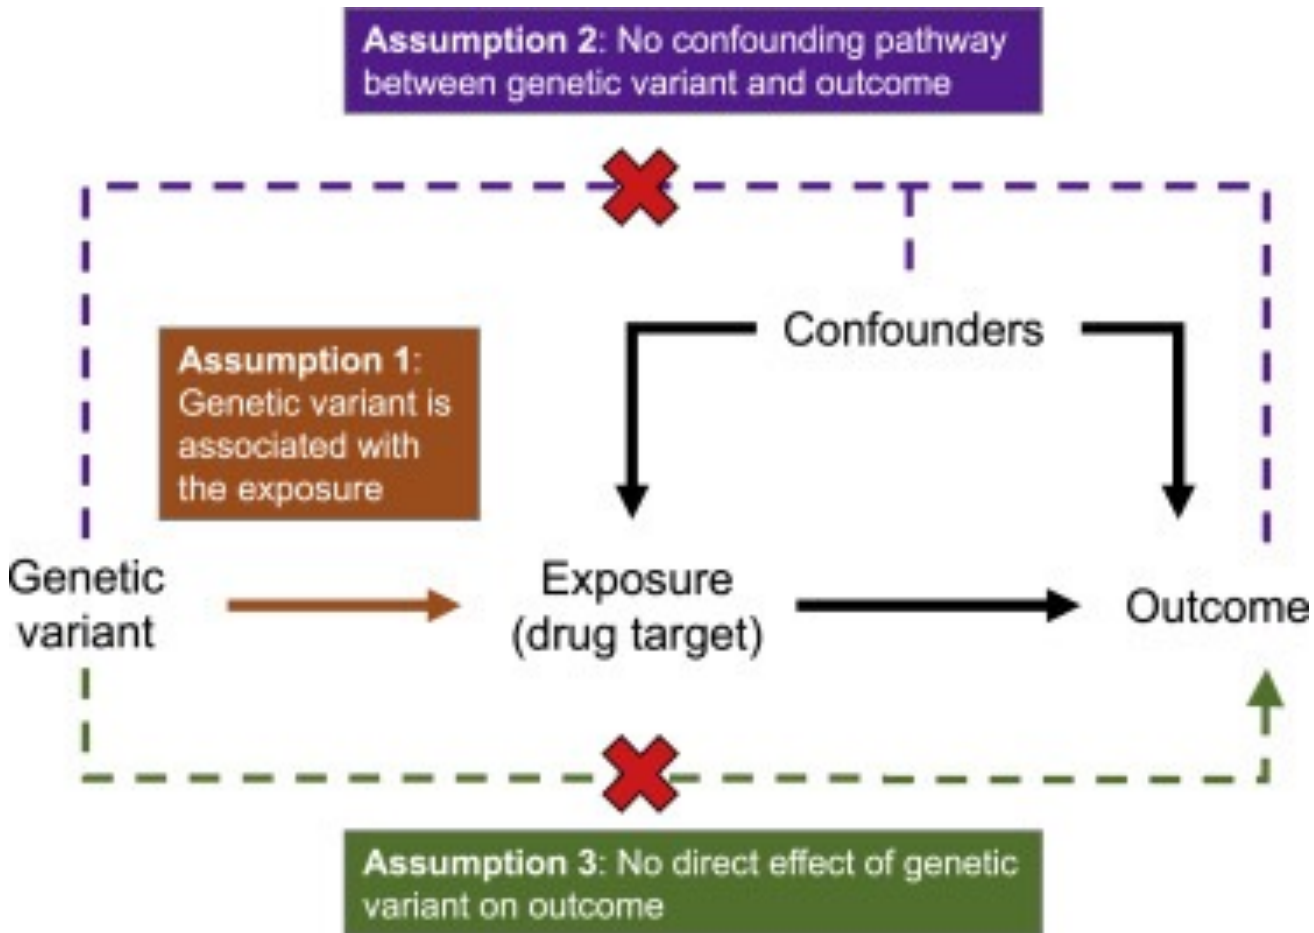 Assumption 2: No confounding pathway
between genetic variant and outcome
Confounders
Assumption 1:
Genetic variant is
associated with
the exposure
Genetic
variant
Exposure
(drug target)
Outcome
Assumption 3: No direct effect of genetic
variant on outcome